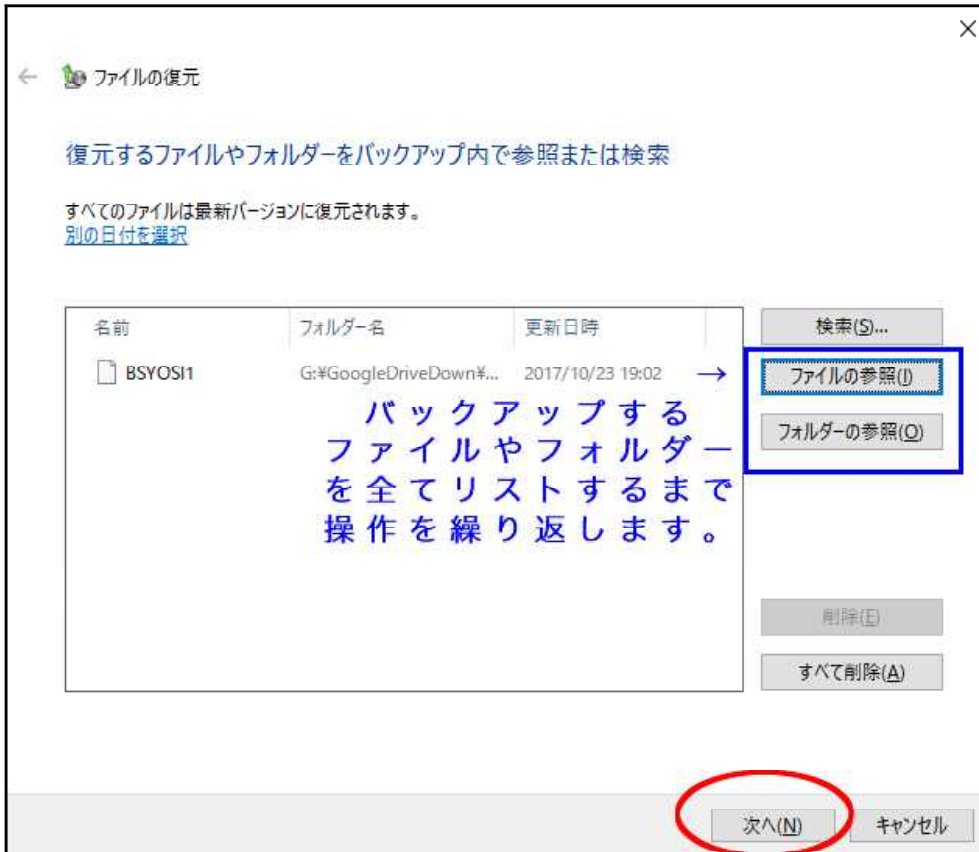 ファイルの復元
復元するファイルやフォルダーをバックアップ内で参照または検索
すべてのファイルは最新バージョンに復元されます。
別の日付を選択
名前 フォルダー名 更新日時
検索(S)...
BSYOSI1 G:¥GoogleDriveDown¥... 2017/10/23 19:02 →
ファイルの参照(I)
フォルダーの参照(O)
バックアップする
ファイルやフォルダー
を全てリストするまで
操作を繰り返します。
削除(E)
すべて削除(A)
次へ(N) キャンセル